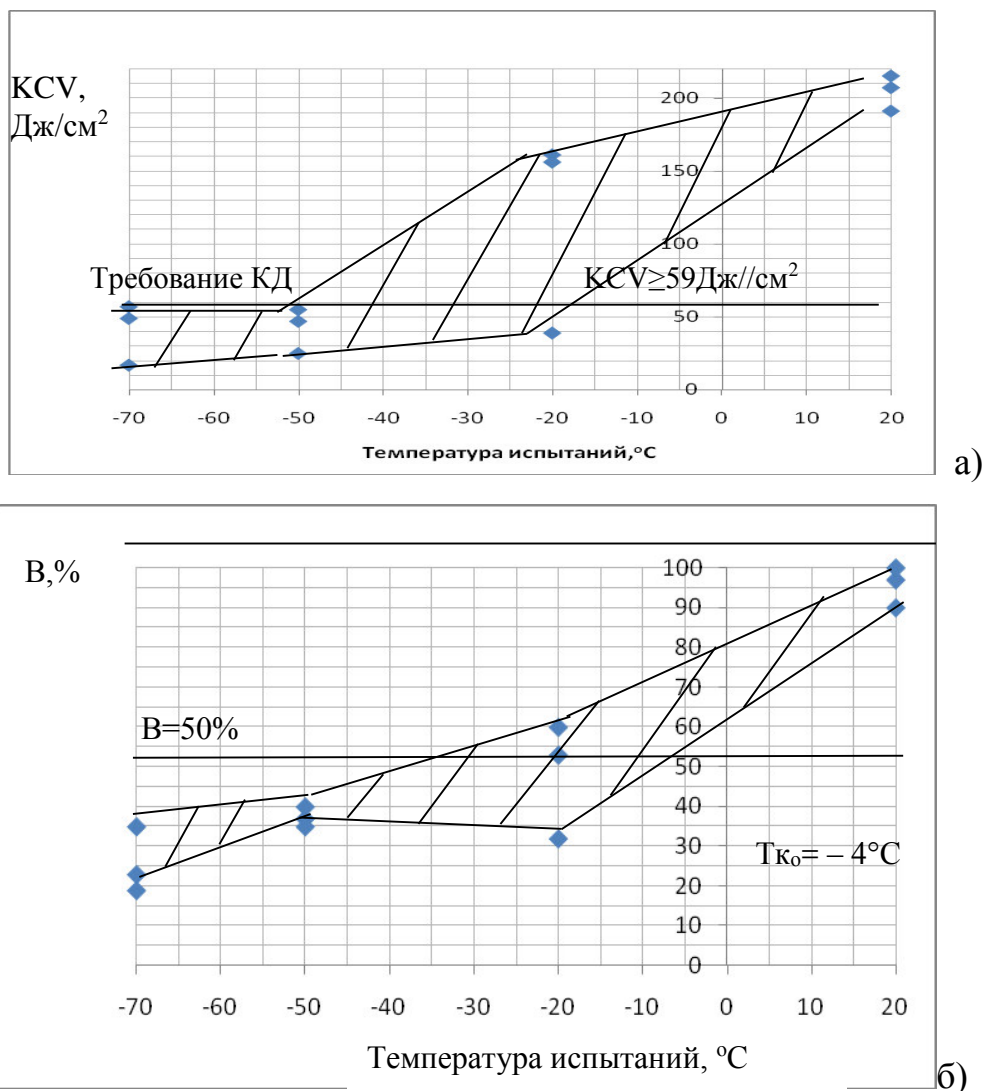 KCV,
Дж/см²
200
150
100
Требование КД KCV≥59Дж//см²
50
0
-70 -60 -50 -40 -30 -20 -10 0 10 20
Температура испытаний,°С
а)
В,%
100
90
80
70
В=50%
60
50
40
30
Тк₀= – 4°С
20
10
0
-70 -60 -50 -40 -30 -20 -10 0 10 20
Температура испытаний, °С
б)